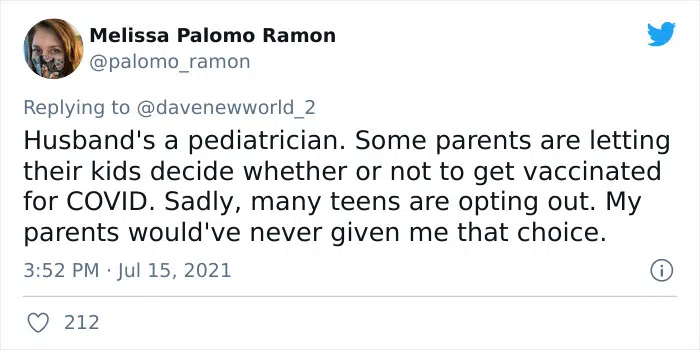 Melissa Palomo Ramon
@palomo_ramon
Replying to @davenewworld_2
Husband's a pediatrician. Some parents are letting
their kids decide whether or not to get vaccinated
for COVID. Sadly, many teens are opting out. My
parents would've never given me that choice.
3:52 PM · Jul 15, 2021
212